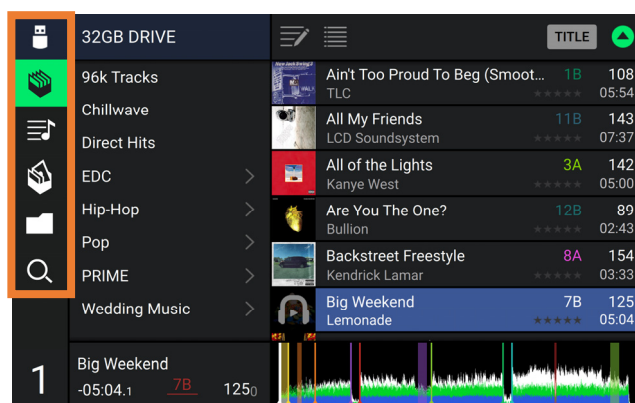 32GB DRIVE
TITLE
96k Tracks
Chillwave
Direct Hits
EDC
Hip-Hop
Pop
PRIME
Wedding Music
Ain't Too Proud To Beg (Smoot... 1B 108
TLC 05:54
All My Friends 11B 143
LCD Soundsystem 07:37
All of the Lights 3A 142
Kanye West 05:00
Are You The One? 12B 89
Bullion 02:43
Backstreet Freestyle 8A 154
Kendrick Lamar 03:33
Big Weekend 7B 125
Lemonade 05:04
1
Big Weekend
-05:04.1 7B 1250